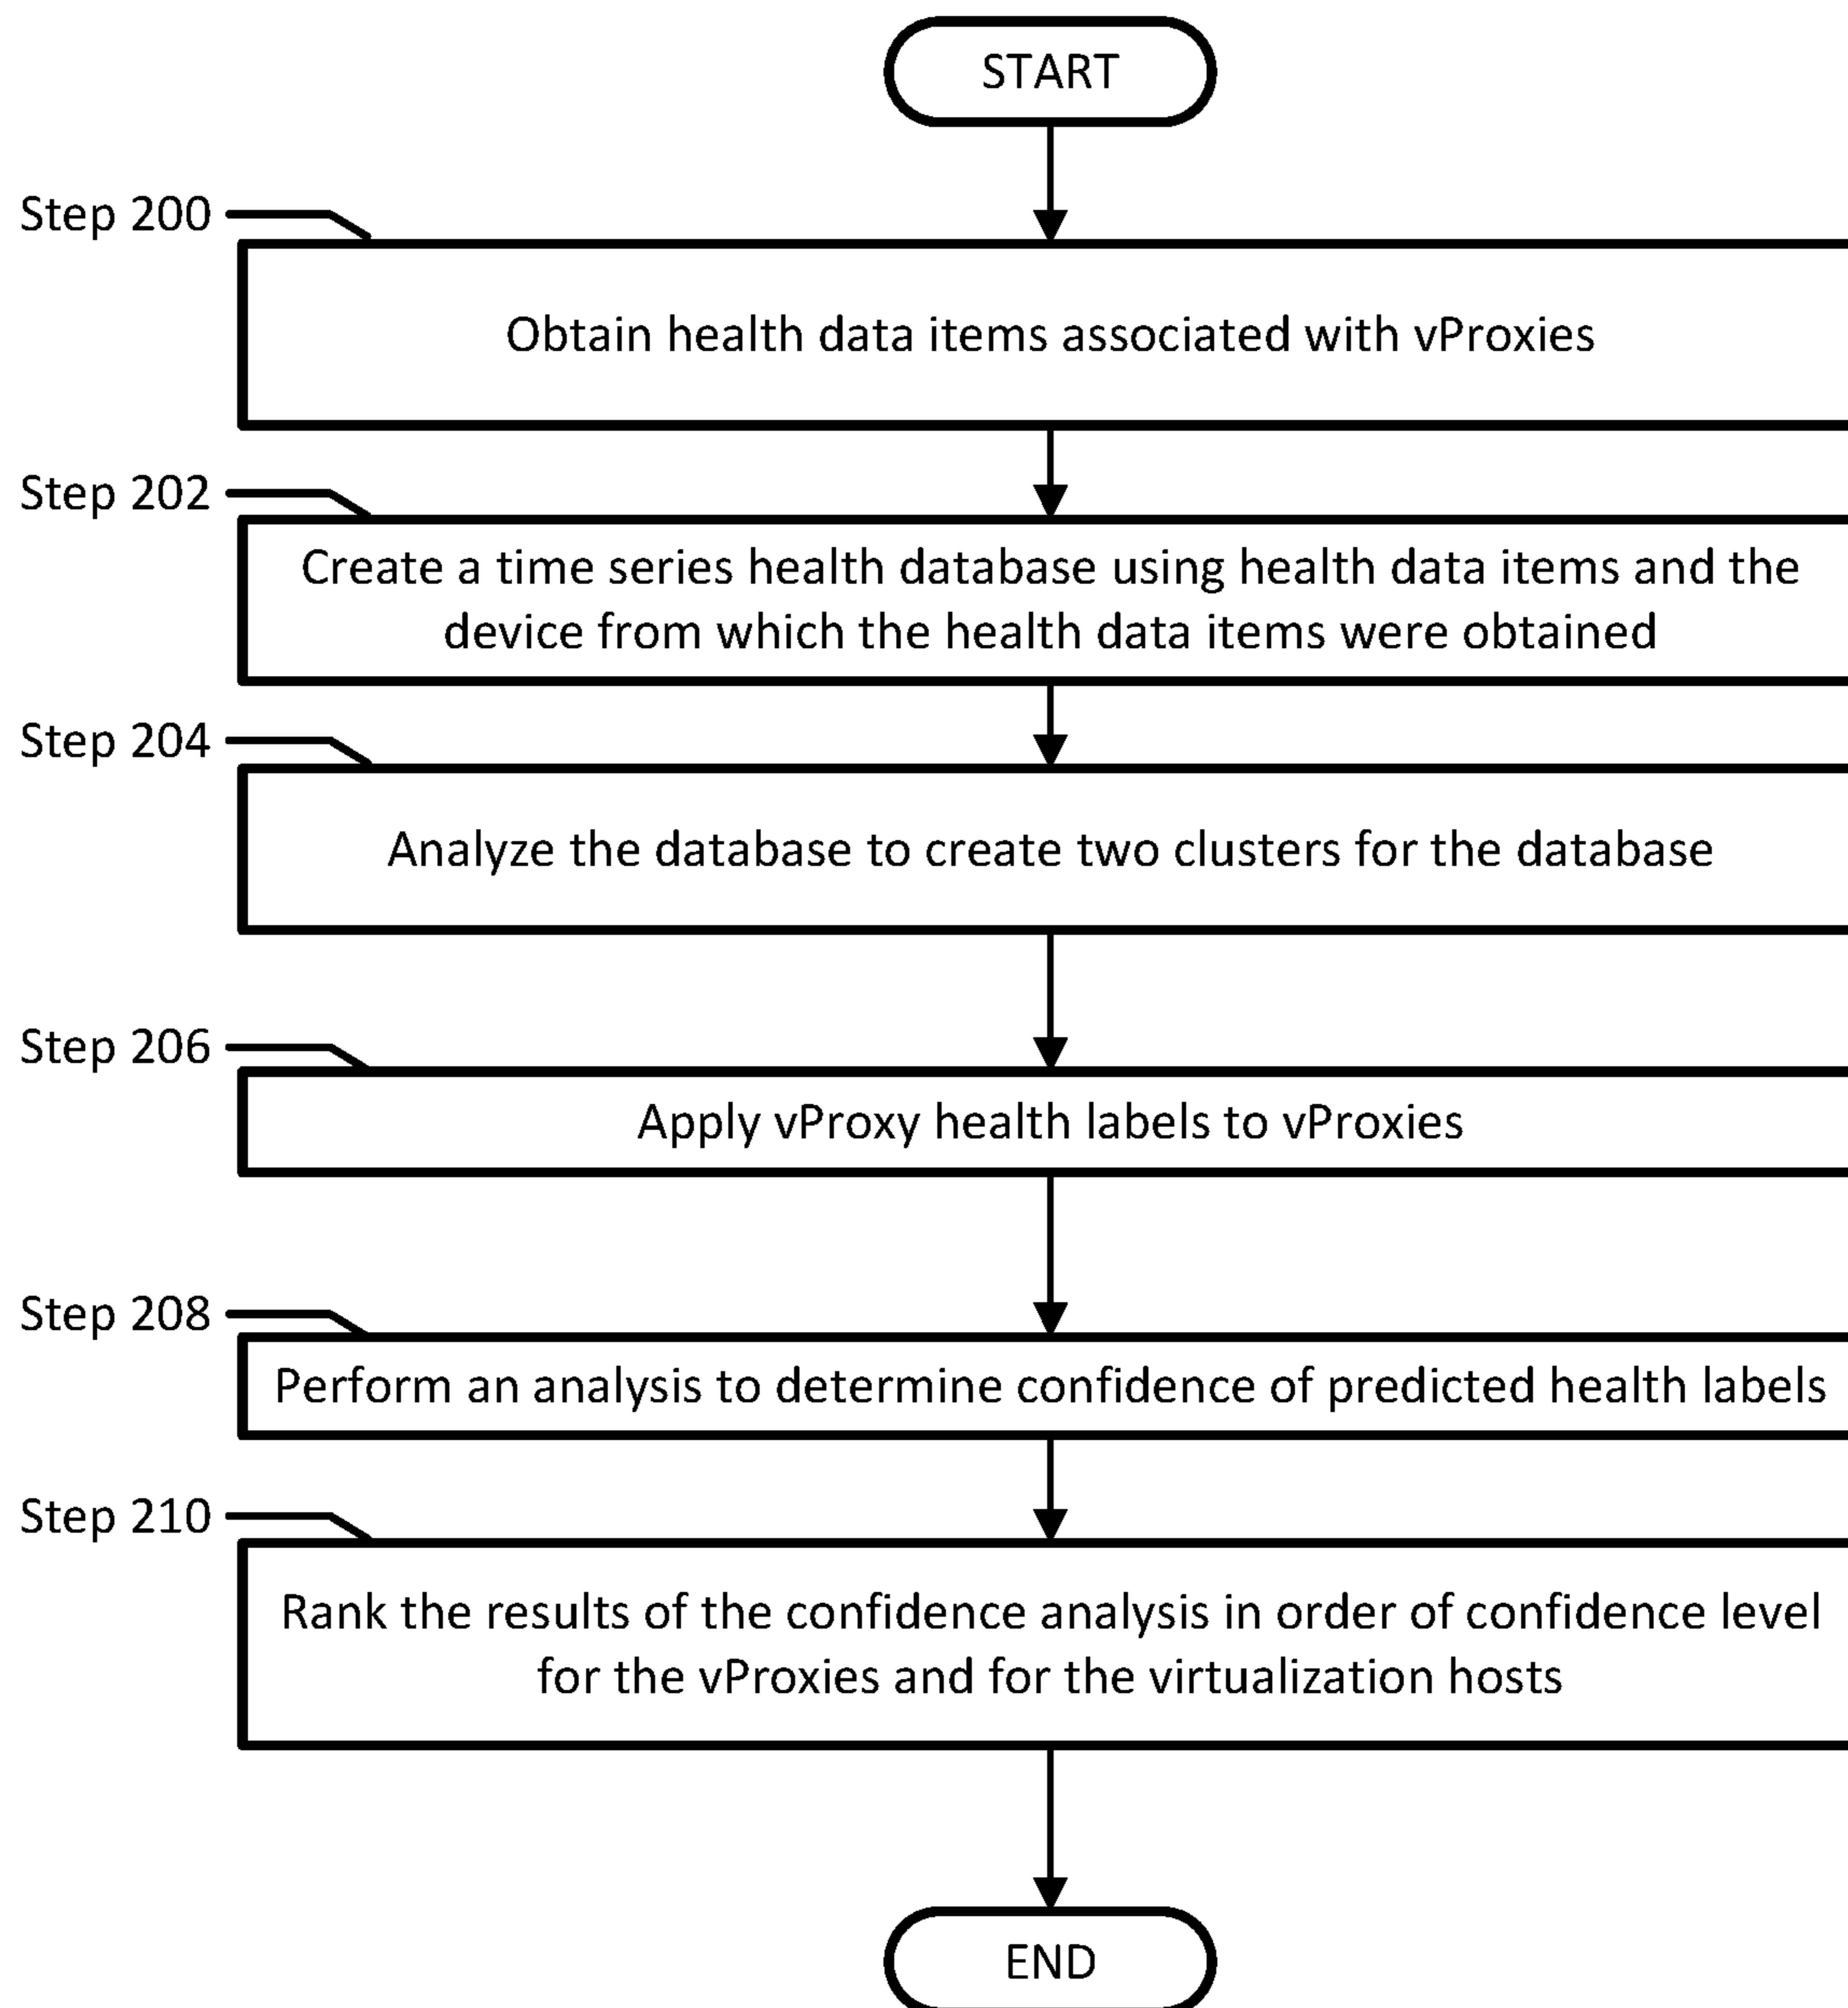 START
Step 200
Obtain health data items associated with vProxies
Step 202
Create a time series health database using health data items and the
device from which the health data items were obtained
Step 204
Analyze the database to create two clusters for the database
Step 206
Apply vProxy health labels to vProxies
Step 208
Perform an analysis to determine confidence of predicted health labels
Step 210
Rank the results of the confidence analysis in order of confidence level
for the vProxies and for the virtualization hosts
END